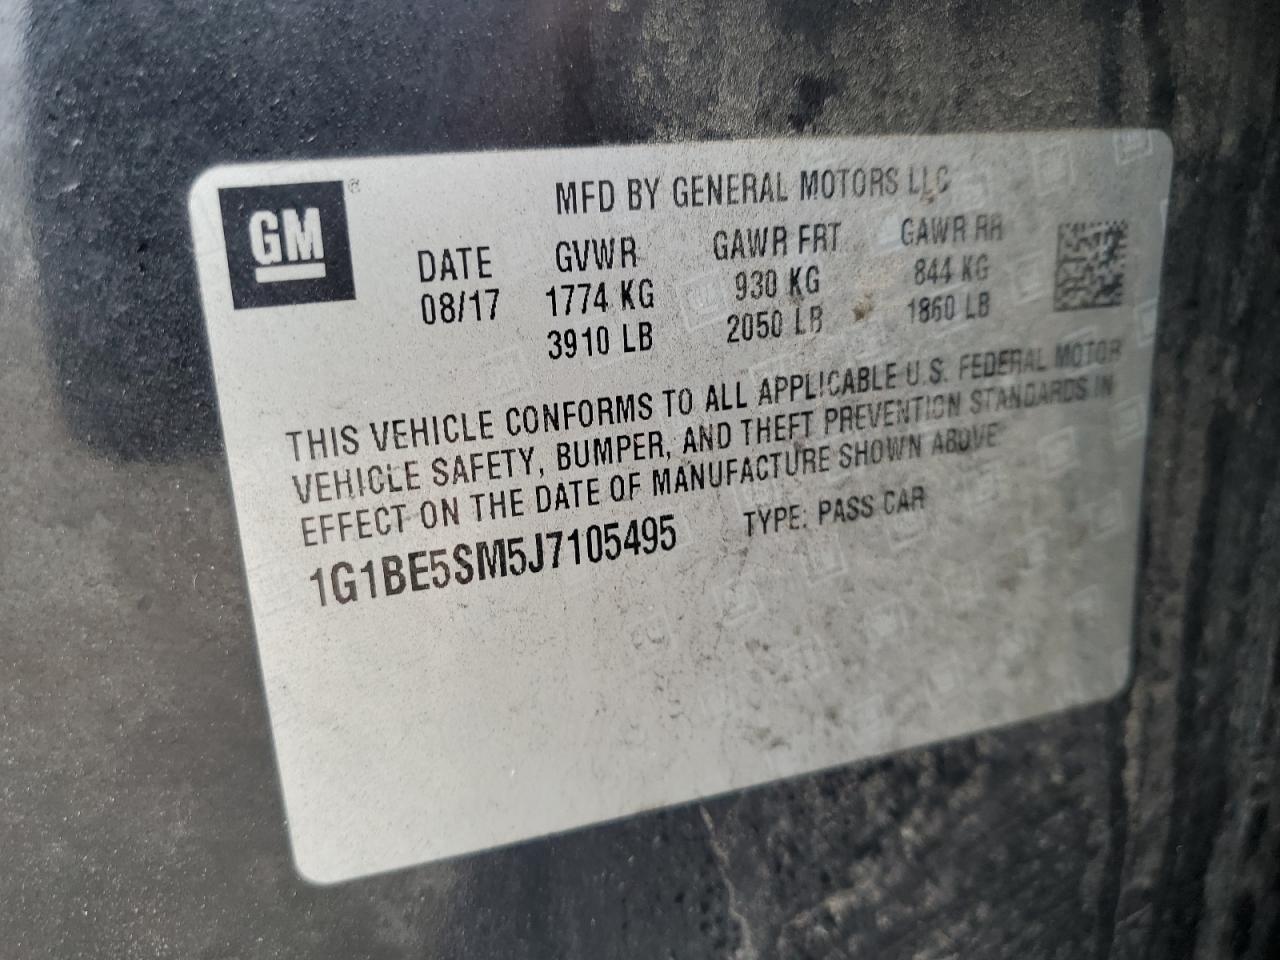 GM ®
MFD BY GENERAL MOTORS LLC
DATE GVWR GAWR FRT GAWR RR
08/17 1774 KG 930 KG 844 KG
3910 LB 2050 LB 1860 LB
THIS VEHICLE CONFORMS TO ALL APPLICABLE U.S. FEDERAL MOTOR
VEHICLE SAFETY, BUMPER, AND THEFT PREVENTION STANDARDS IN
EFFECT ON THE DATE OF MANUFACTURE SHOWN ABOVE
1G1BE5SM5J7105495 TYPE: PASS CAR